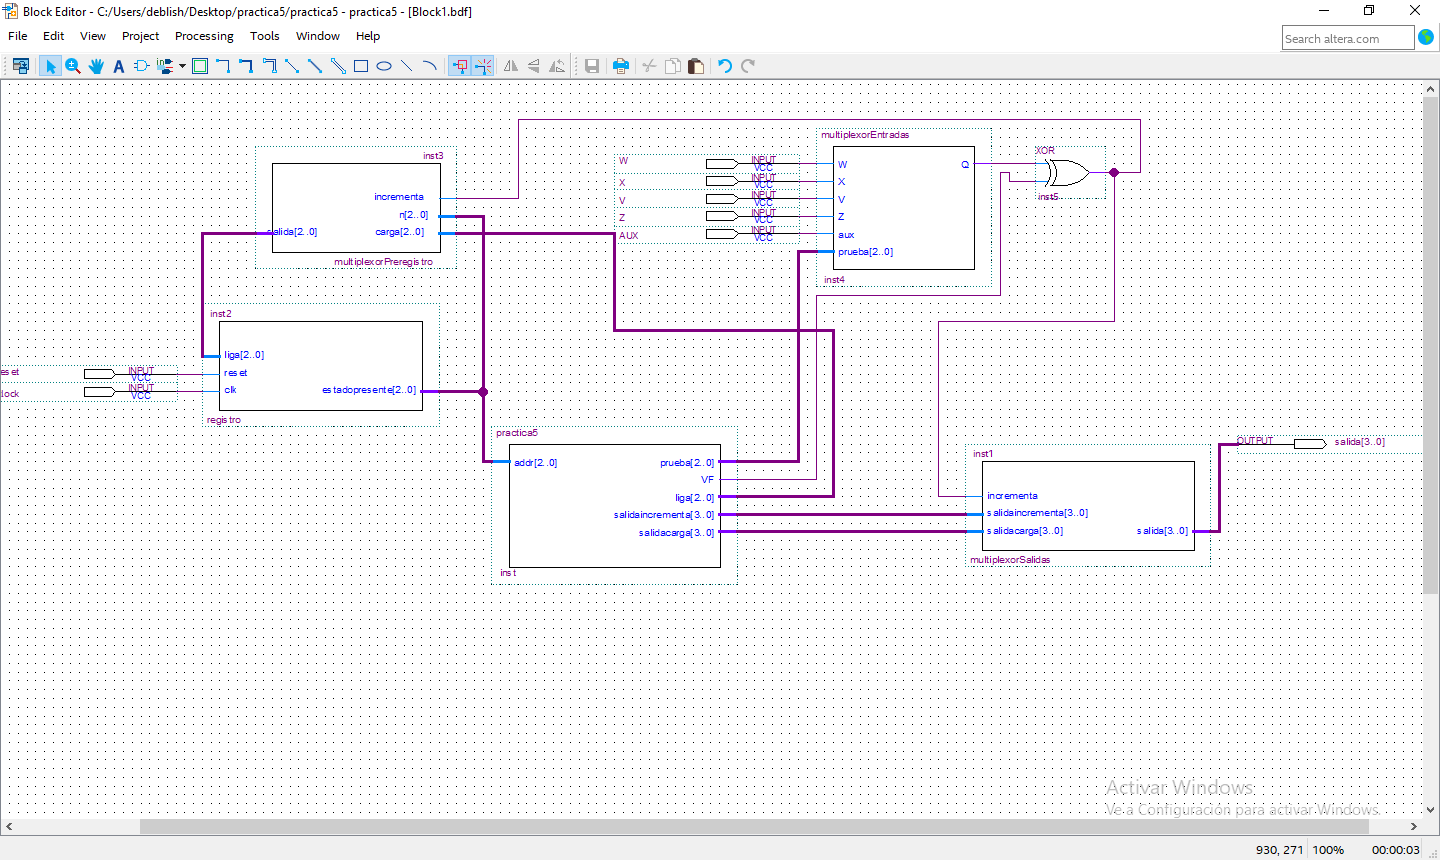 Block Editor - C:/Users/deblish/Desktop/practica5/practica5 - practica5 - [Block1.bdf]
File Edit View Project Processing Tools Window Help
Search altera.com
inst3
incrementa
n[2..0]
salida[2..0] carga[2..0]
multiplexorPreregistro
W INPUT VCC
X INPUT VCC
V INPUT VCC
Z INPUT VCC
AUX INPUT VCC
multiplexorEntradas
W Q
X
V
Z
aux
prueba[2..0]
inst4
XOR
inst5
inst2
liga[2..0]
reset
clk
estadopresente[2..0]
registro
eset INPUT VCC
lock INPUT VCC
practica5
addr[2..0] prueba[2..0]
VF
liga[2..0]
salidaincrementa[3..0]
salidacarga[3..0]
inst
inst1
incrementa
salidaincrementa[3..0]
salidacarga[3..0] salida[3..0]
multiplexorSalidas
OUTPUT salida[3..0]
Activar Windows
Ve a Configuración para activar Windows.
930, 271 100% 00:00:03